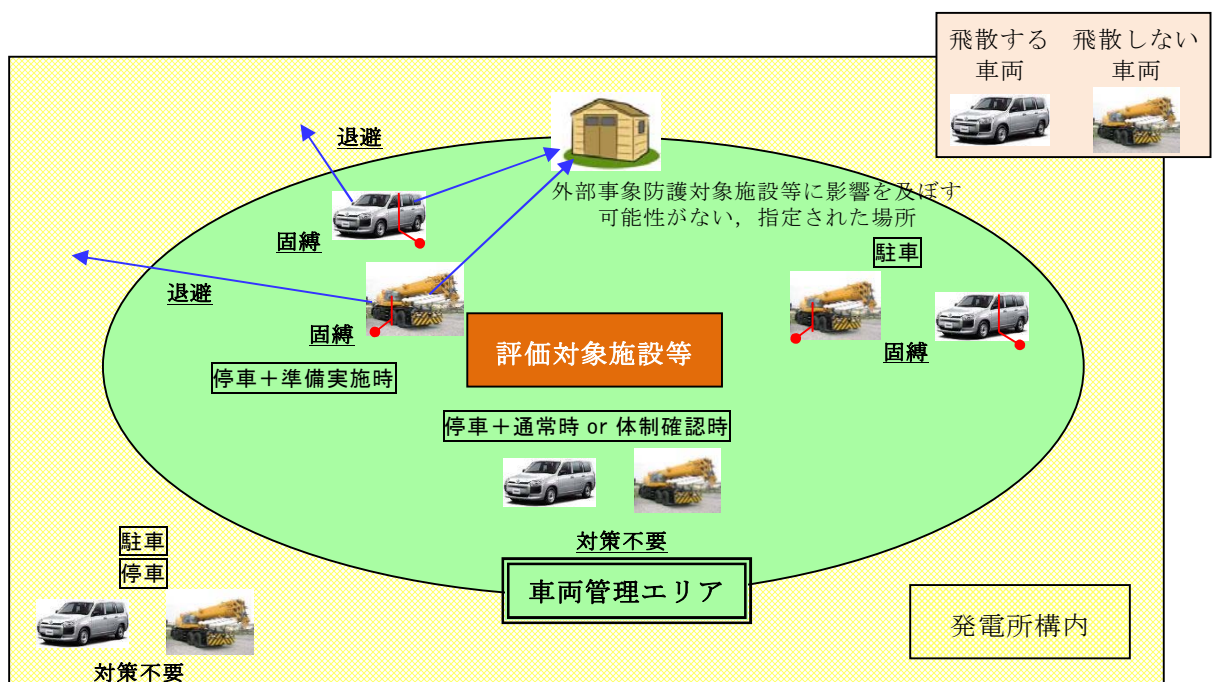 飛散する 飛散しない
車両 車両
退避
外部事象防護対象施設等に影響を及ぼす
可能性がない，指定された場所
固縛
駐車
退避
固縛
評価対象施設等
固縛
停車＋準備実施時
停車＋通常時 or 体制確認時
対策不要
駐車
停車
車両管理エリア
発電所構内
対策不要